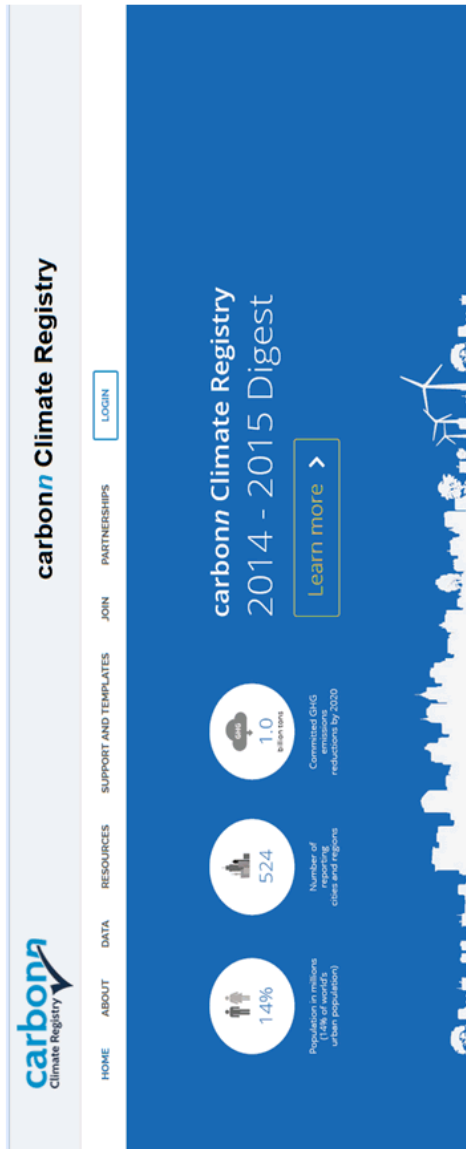 carbonn
Climate Registry
carbonn Climate Registry
HOME ABOUT DATA RESOURCES SUPPORT AND TEMPLATES JOIN PARTNERSHIPS LOGIN
14%
Population in millions
(14% of world's
urban population)
524
Number of
reporting
cities and regions
GHG
1.0
billion tons
Committed GHG
emissions
reductions by 2020
carbonn Climate Registry
2014 - 2015 Digest
Learn more >